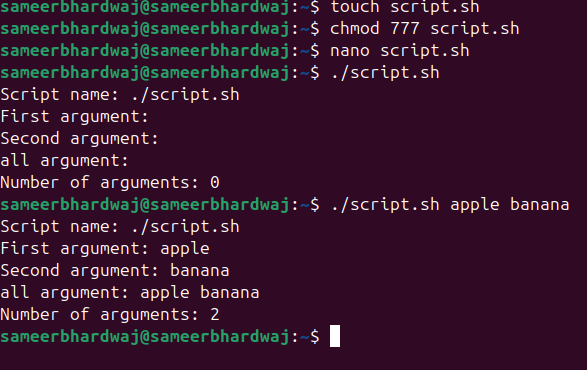 sameerbhardwaj@sameerbhardwaj:~$ touch script.sh
sameerbhardwaj@sameerbhardwaj:~$ chmod 777 script.sh
sameerbhardwaj@sameerbhardwaj:~$ nano script.sh
sameerbhardwaj@sameerbhardwaj:~$ ./script.sh
Script name: ./script.sh
First argument:
Second argument:
all argument:
Number of arguments: 0
sameerbhardwaj@sameerbhardwaj:~$ ./script.sh apple banana
Script name: ./script.sh
First argument: apple
Second argument: banana
all argument: apple banana
Number of arguments: 2
sameerbhardwaj@sameerbhardwaj:~$